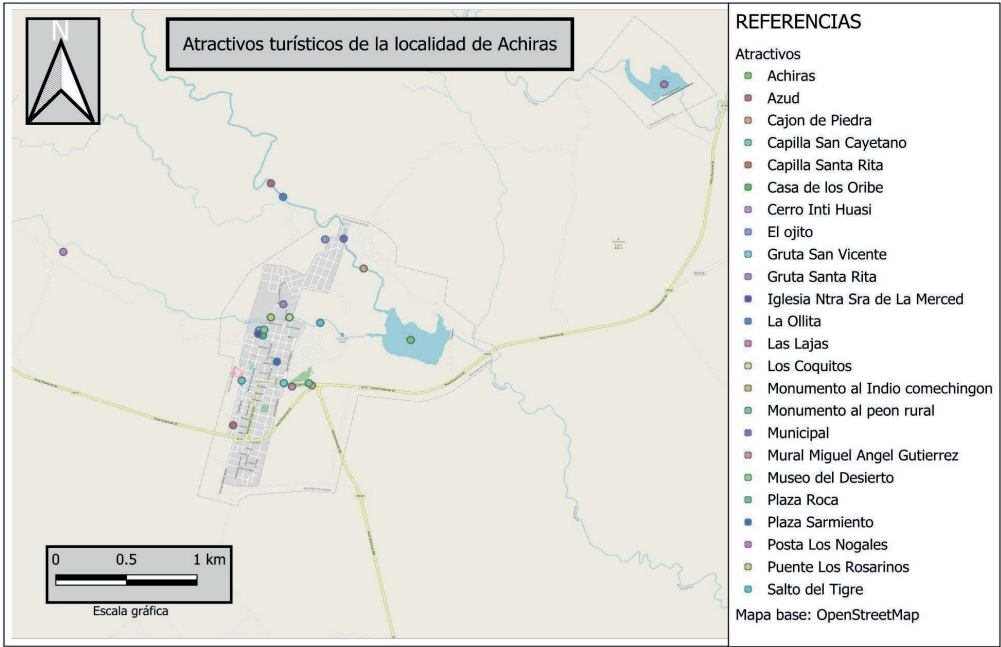 N
Atractivos turísticos de la localidad de Achiras
0 0.5 1 km
Escala gráfica
REFERENCIAS
Atractivos
Achiras
Azud
Cajon de Piedra
Capilla San Cayetano
Capilla Santa Rita
Casa de los Oribe
Cerro Inti Huasi
El ojito
Gruta San Vicente
Gruta Santa Rita
Iglesia Ntra Sra de La Merced
La Ollita
Las Lajas
Los Coquitos
Monumento al Indio comechingon
Monumento al peon rural
Municipal
Mural Miguel Angel Gutierrez
Museo del Desierto
Plaza Roca
Plaza Sarmiento
Posta Los Nogales
Puente Los Rosarinos
Salto del Tigre
Mapa base: OpenStreetMap